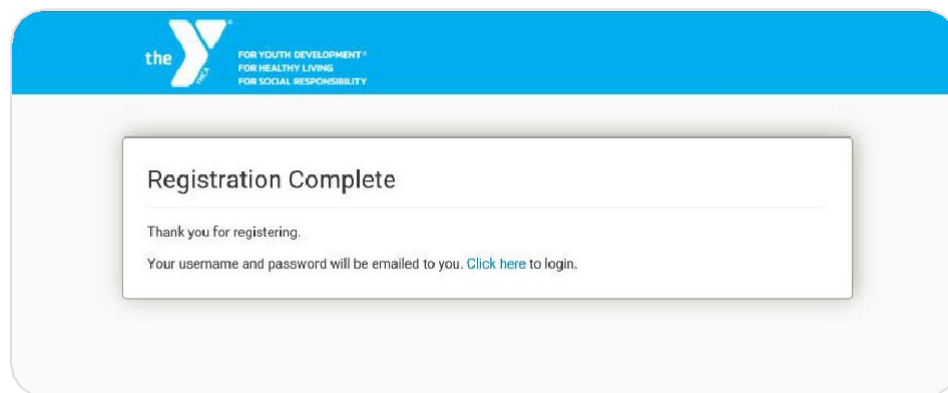 the
YMCA
FOR YOUTH DEVELOPMENT®
FOR HEALTHY LIVING
FOR SOCIAL RESPONSIBILITY
Registration Complete
Thank you for registering.
Your username and password will be emailed to you. Click here to login.